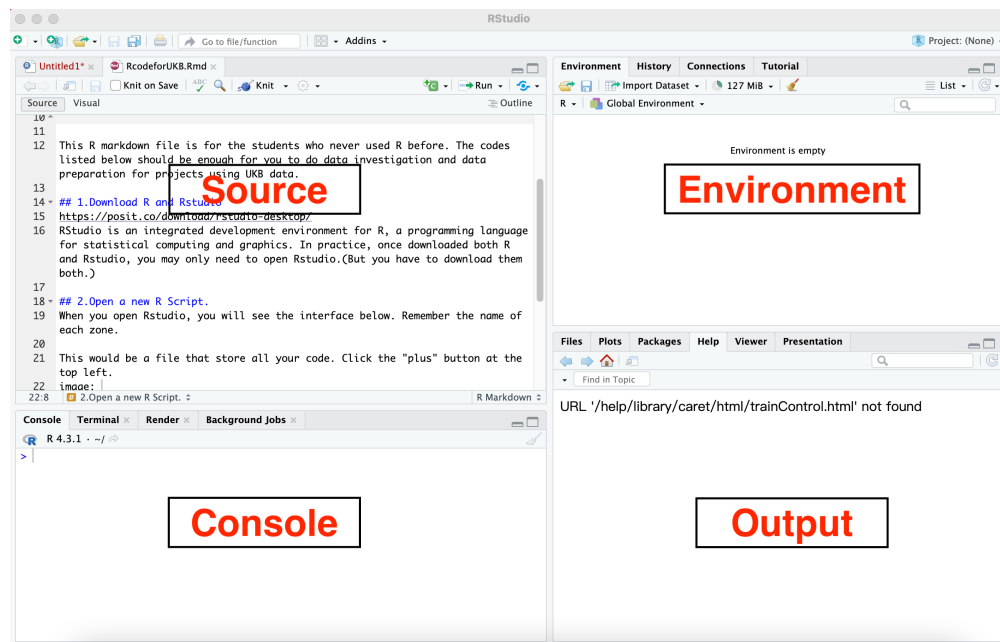 RStudio
Go to file/function
Addins
Project: (None)
Untitled1*
RcodeforUKB.Rmd
Knit on Save
ABC
Knit
Run
Source
Visual
Outline
10
11
12 This R markdown file is for the students who never used R before. The codes
listed below should be enough for you to do data investigation and data
preparation for projects using UKB data.
13
Source
14 ## 1.Download R and Rstudio
15 https://posit.co/download/rstudio-desktop/
16 RStudio is an integrated development environment for R, a programming language
for statistical computing and graphics. In practice, once downloaded both R
and Rstudio, you may only need to open Rstudio.(But you have to download them
both.)
17
18 ## 2.Open a new R Script.
19 When you open Rstudio, you will see the interface below. Remember the name of
each zone.
20
21 This would be a file that store all your code. Click the "plus" button at the
top left.
22 image:
22:8
# 2.Open a new R Script.
R Markdown
Environment
History
Connections
Tutorial
Import Dataset
127 MiB
List
R
Global Environment
Environment is empty
Environment
Console
Terminal
Render
Background Jobs
R 4.3.1 · ~/
>
Console
Files
Plots
Packages
Help
Viewer
Presentation
Find in Topic
URL '/help/library/caret/html/trainControl.html' not found
Output